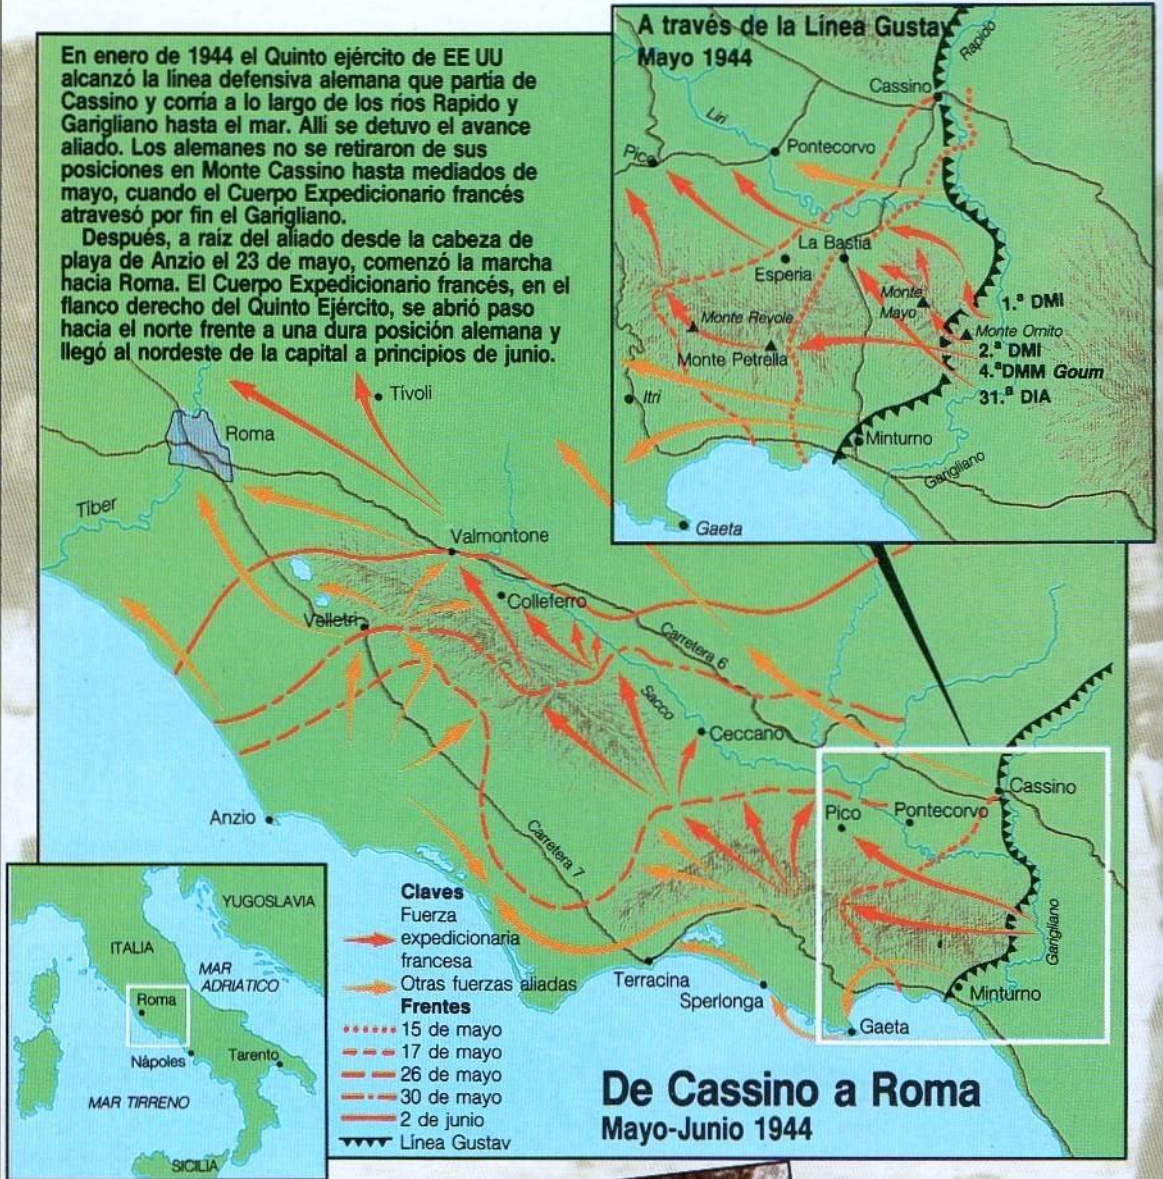 En enero de 1944 el Quinto ejército de EE UU
alcanzó la línea defensiva alemana que partía de
Cassino y corría a lo largo de los ríos Rapido y
Garigliano hasta el mar. Allí se detuvo el avance
aliado. Los alemanes no se retiraron de sus
posiciones en Monte Cassino hasta mediados de
mayo, cuando el Cuerpo Expedicionario francés
atravesó por fin el Garigliano.
Después, a raíz del aliado desde la cabeza de
playa de Anzio el 23 de mayo, comenzó la marcha
hacia Roma. El Cuerpo Expedicionario francés, en el
flanco derecho del Quinto Ejército, se abrió paso
hacia el norte frente a una dura posición alemana y
llegó al nordeste de la capital a principios de junio.
A través de la Línea Gustav
Mayo 1944
Rapido
Cassino
Liri
Pontecorvo
Pico
La Bastia
Esperia
Monte
Mayo
1.ª DMI
Monte Revole
Monte Ornito
Monte Petrella
2.ª DMI
4.ª DMM Goum
31.ª DIA
Itri
Minturno
Garigliano
Gaeta
Tívoli
Roma
Tíber
Valmontone
Colleferro
Velletri
Carretera 6
Sacco
Ceccano
Cassino
Pico
Pontecorvo
Anzio
Carretera 7
Garigliano
Terracina
Sperlonga
Minturno
Gaeta
YUGOSLAVIA
ITALIA
MAR
ADRIATICO
Roma
Nápoles
Tarento
MAR TIRRENO
SICILIA
Claves
Fuerza
expedicionaria
francesa
Otras fuerzas aliadas
Frentes
15 de mayo
17 de mayo
26 de mayo
30 de mayo
2 de junio
Línea Gustav
De Cassino a Roma
Mayo-Junio 1944